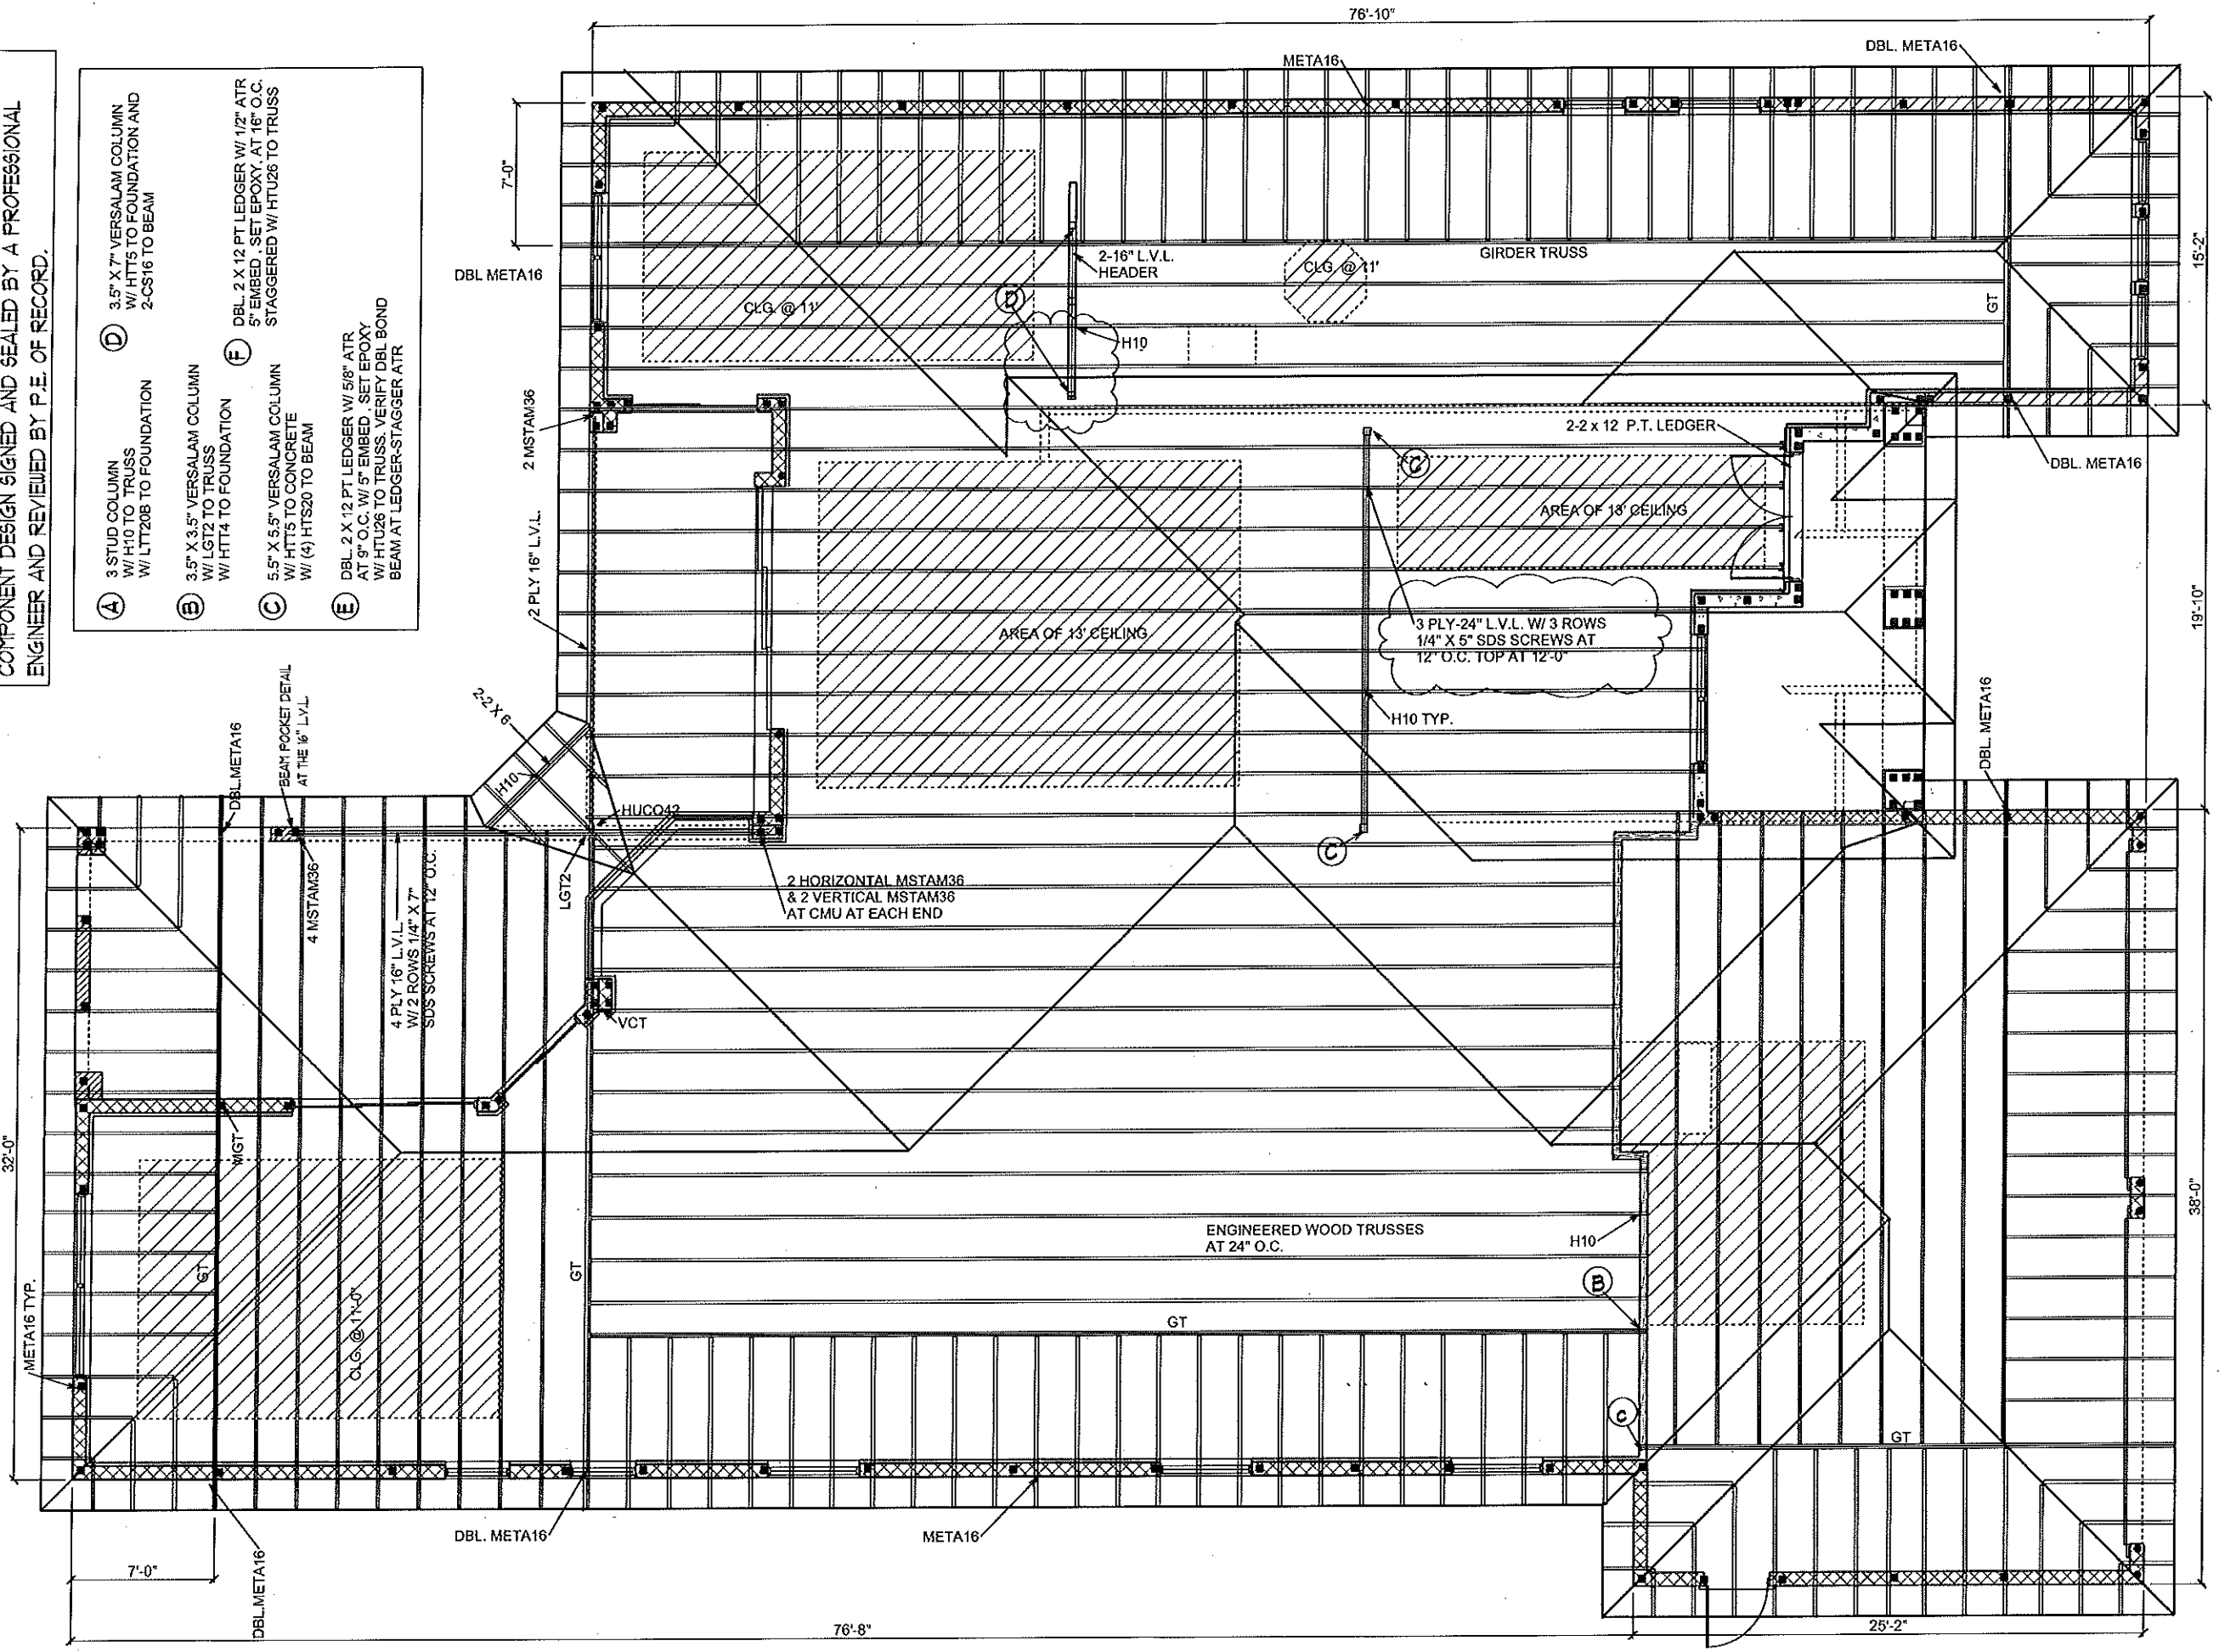 COMPONENT DESIGN SIGNED AND SEALED BY A PROFESSIONAL
ENGINEER AND REVIEWED BY P.E. OF RECORD.
A
3 STUD COLUMN
W/ H10 TO TRUSS
W/ LTT20B TO FOUNDATION
B
3.5" X 3.5" VERSALAM COLUMN
W/ LGT2 TO TRUSS
W/ HTT4 TO FOUNDATION
C
5.5" X 5.5" VERSALAM COLUMN
W/ HTT5 TO CONCRETE
W/ (4) HTS20 TO BEAM
E
DBL. 2 X 12 PT LEDGER W/ 5/8" ATR
AT 9" O.C. W/ 5" EMBED , SET EPOXY
W/ HTU26 TO TRUSS. VERIFY DBL BOND
BEAM AT LEDGER-STAGGER ATR
D
3.5" X 7" VERSALAM COLUMN
W/ HTT5 TO FOUNDATION AND
2-CS16 TO BEAM
F
DBL. 2 X 12 PT LEDGER W/ 1/2" ATR
5" EMBED , SET EPOXY, AT 16" O.C.
STAGGERED W/ HTU26 TO TRUSS
76'-10"
META16
DBL. META16
7'-0"
15'-2"
DBL META16
2-16" L.V.L.
HEADER
CLG. @ 11'
GIRDER TRUSS
GT
CLG. @ 11'
D
H10
2 MSTAM36
2-2 x 12 P.T. LEDGER
DBL. META16
C
AREA OF 13' CEILING
2 PLY 16" L.V.L.
AREA OF 13' CEILING
3 PLY-24" L.V.L. W/ 3 ROWS
1/4" X 5" SDS SCREWS AT
12" O.C. TOP AT 12'-0"
19'-10"
H10 TYP.
2-2 X 6
H10
DBL.META16
BEAM POCKET DETAIL
AT THE 16" L.V.L.
DBL. META16
HUCO42
C
LGT2
4 MSTAM36
4 PLY 16" L.V.L.
W/ 2 ROWS 1/4" X 7"
SDS SCREWS AT 12" O.C.
2 HORIZONTAL MSTAM36
& 2 VERTICAL MSTAM36
AT CMU AT EACH END
VCT
32'-0"
MGT
38'-0"
ENGINEERED WOOD TRUSSES
AT 24" O.C.
H10
B
GT
GT
GT
CLG. @ 11'-0"
META16 TYP.
C
GT
DBL. META16
META16
7'-0"
DBL.META16
76'-8"
25'-2"